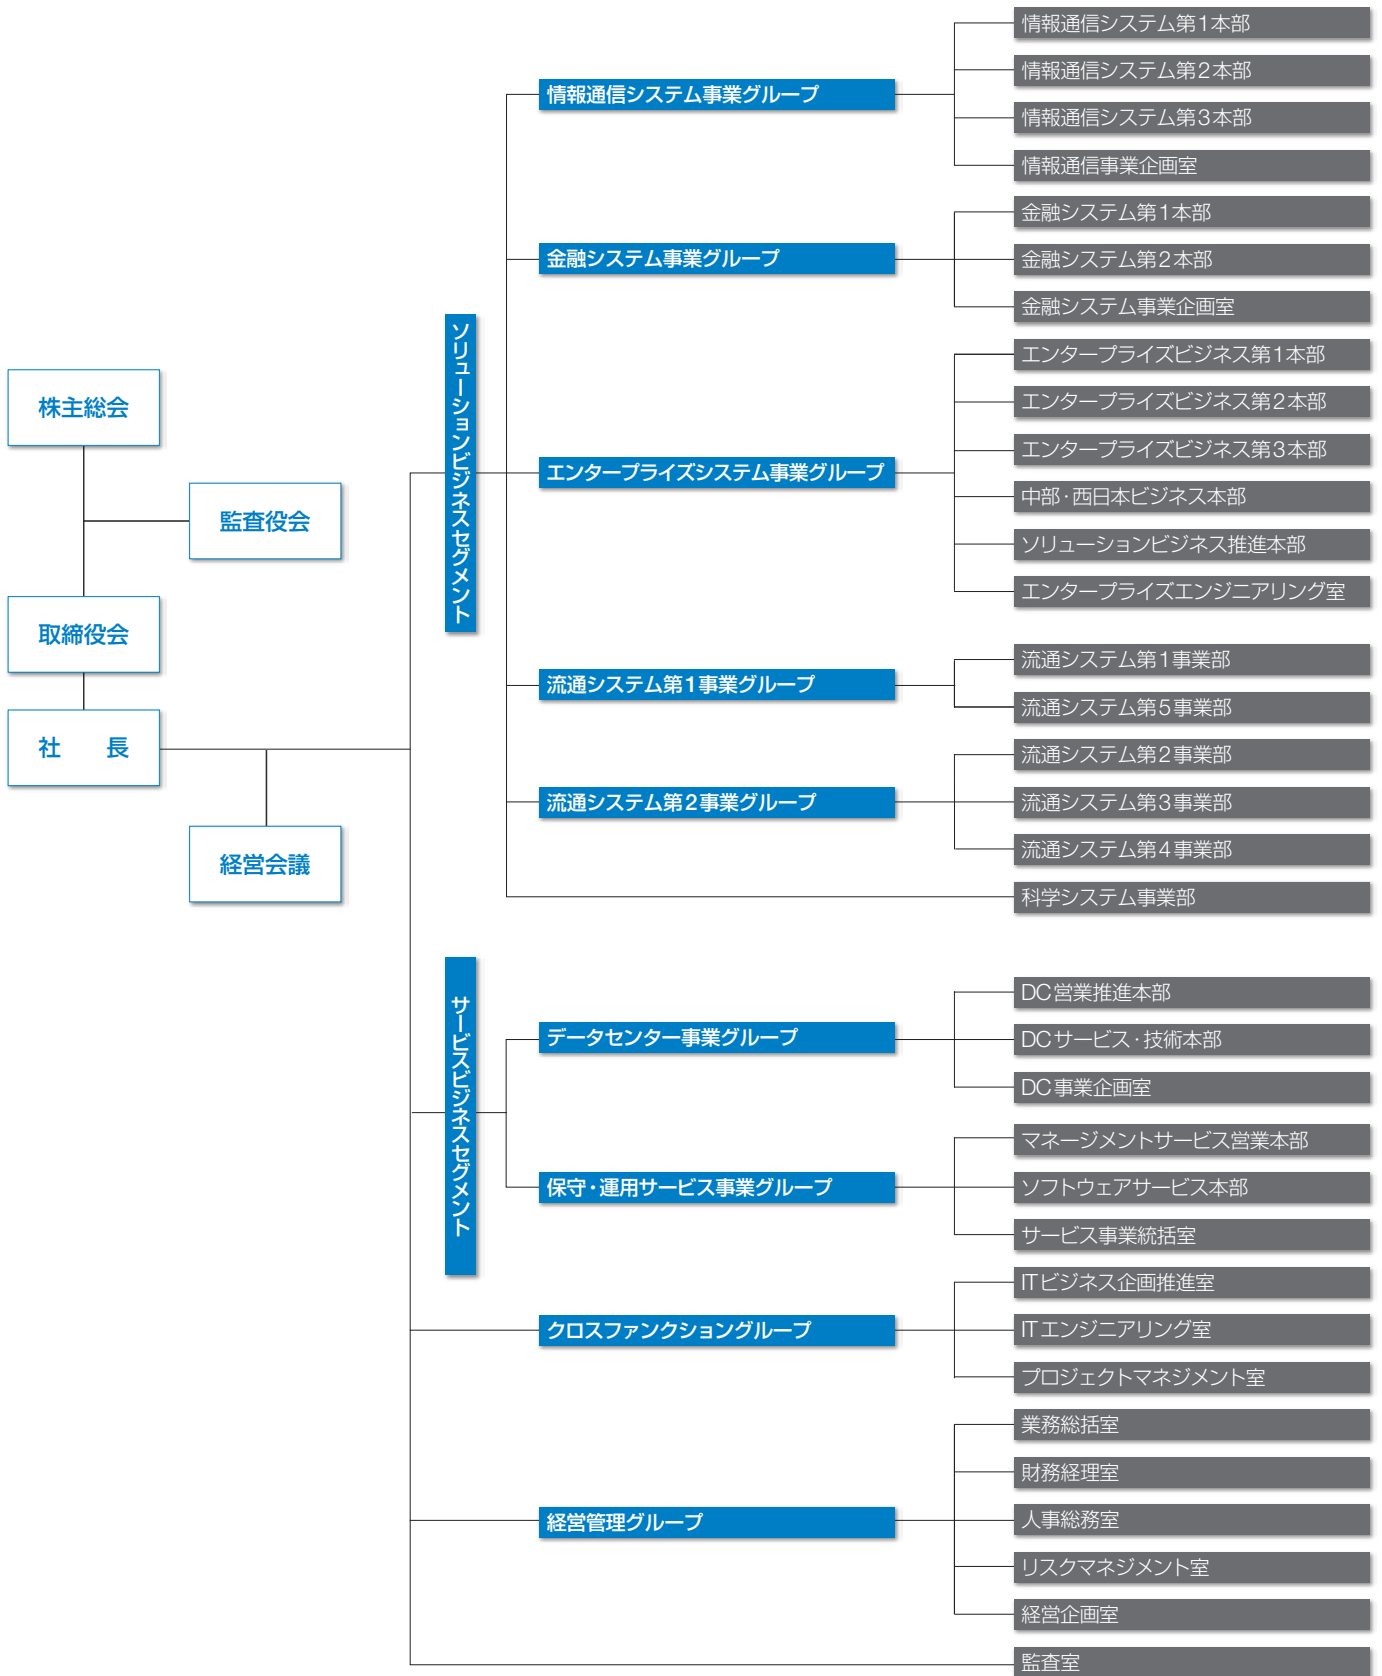 株主総会
監査役会
取締役会
社　長
経営会議
ソリューションビジネスセグメント
情報通信システム事業グループ
情報通信システム第1本部
情報通信システム第2本部
情報通信システム第3本部
情報通信事業企画室
金融システム事業グループ
金融システム第1本部
金融システム第2本部
金融システム事業企画室
エンタープライズシステム事業グループ
エンタープライズビジネス第1本部
エンタープライズビジネス第2本部
エンタープライズビジネス第3本部
中部・西日本ビジネス本部
ソリューションビジネス推進本部
エンタープライズエンジニアリング室
流通システム第1事業グループ
流通システム第1事業部
流通システム第5事業部
流通システム第2事業グループ
流通システム第2事業部
流通システム第3事業部
流通システム第4事業部
科学システム事業部
サービスビジネスセグメント
データセンター事業グループ
DC営業推進本部
DCサービス・技術本部
DC事業企画室
保守・運用サービス事業グループ
マネージメントサービス営業本部
ソフトウェアサービス本部
サービス事業統括室
クロスファンクショングループ
ITビジネス企画推進室
ITエンジニアリング室
プロジェクトマネジメント室
経営管理グループ
業務総括室
財務経理室
人事総務室
リスクマネジメント室
経営企画室
監査室